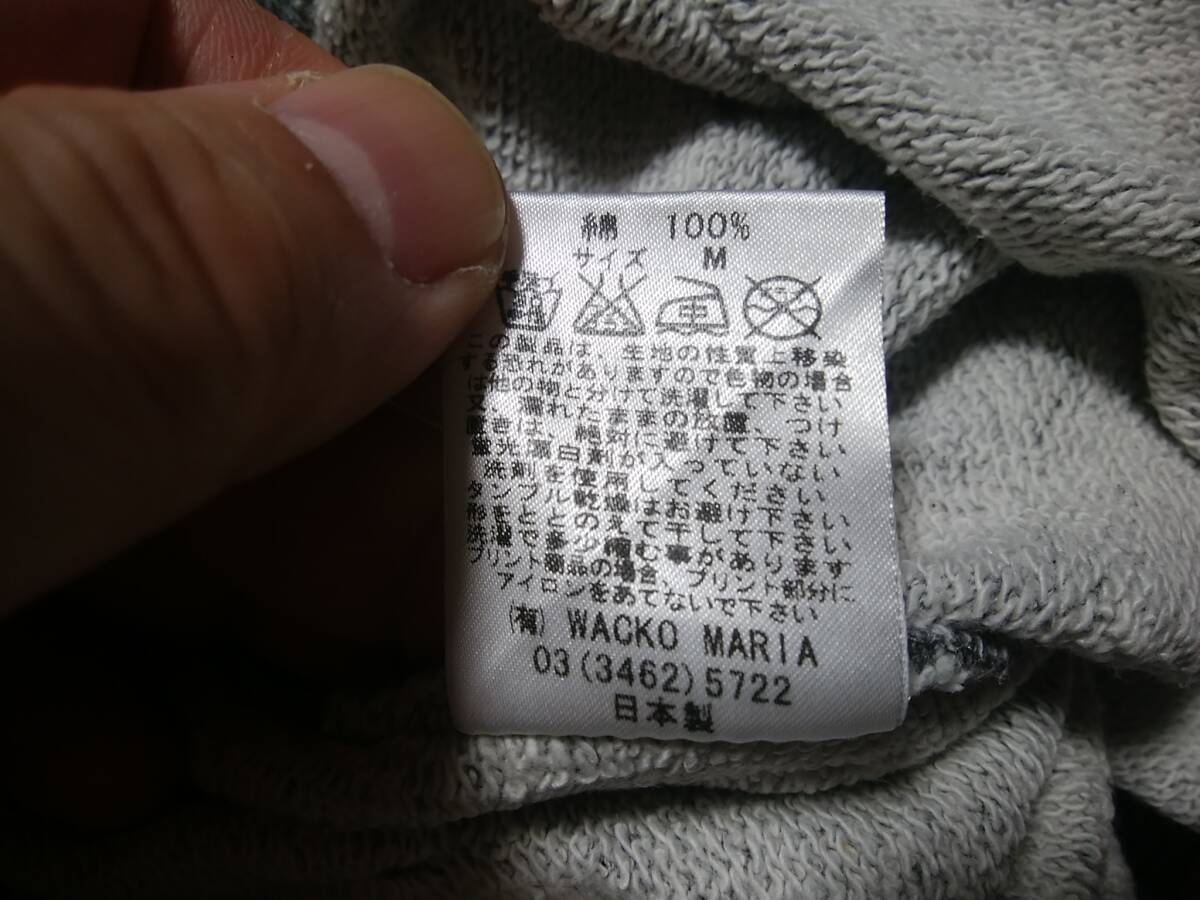 綿 100%
サイズ M
中
この製品は、生地の性質上移染
する恐れがありますので色物の場合
は他の物と分けて洗濯して下さい
又、濡れたままの放置、つけ
置きは、絶対に避けて下さい
蛍光漂白剤が入っていない
洗剤を使用してください
タンブル乾燥はお避け下さい
形をととのえて干して下さい
洗濯で多少縮む事があります
プリント商品の場合、プリント部分に
アイロンをあてないで下さい
(有) WACKO MARIA
03(3462)5722
日本製